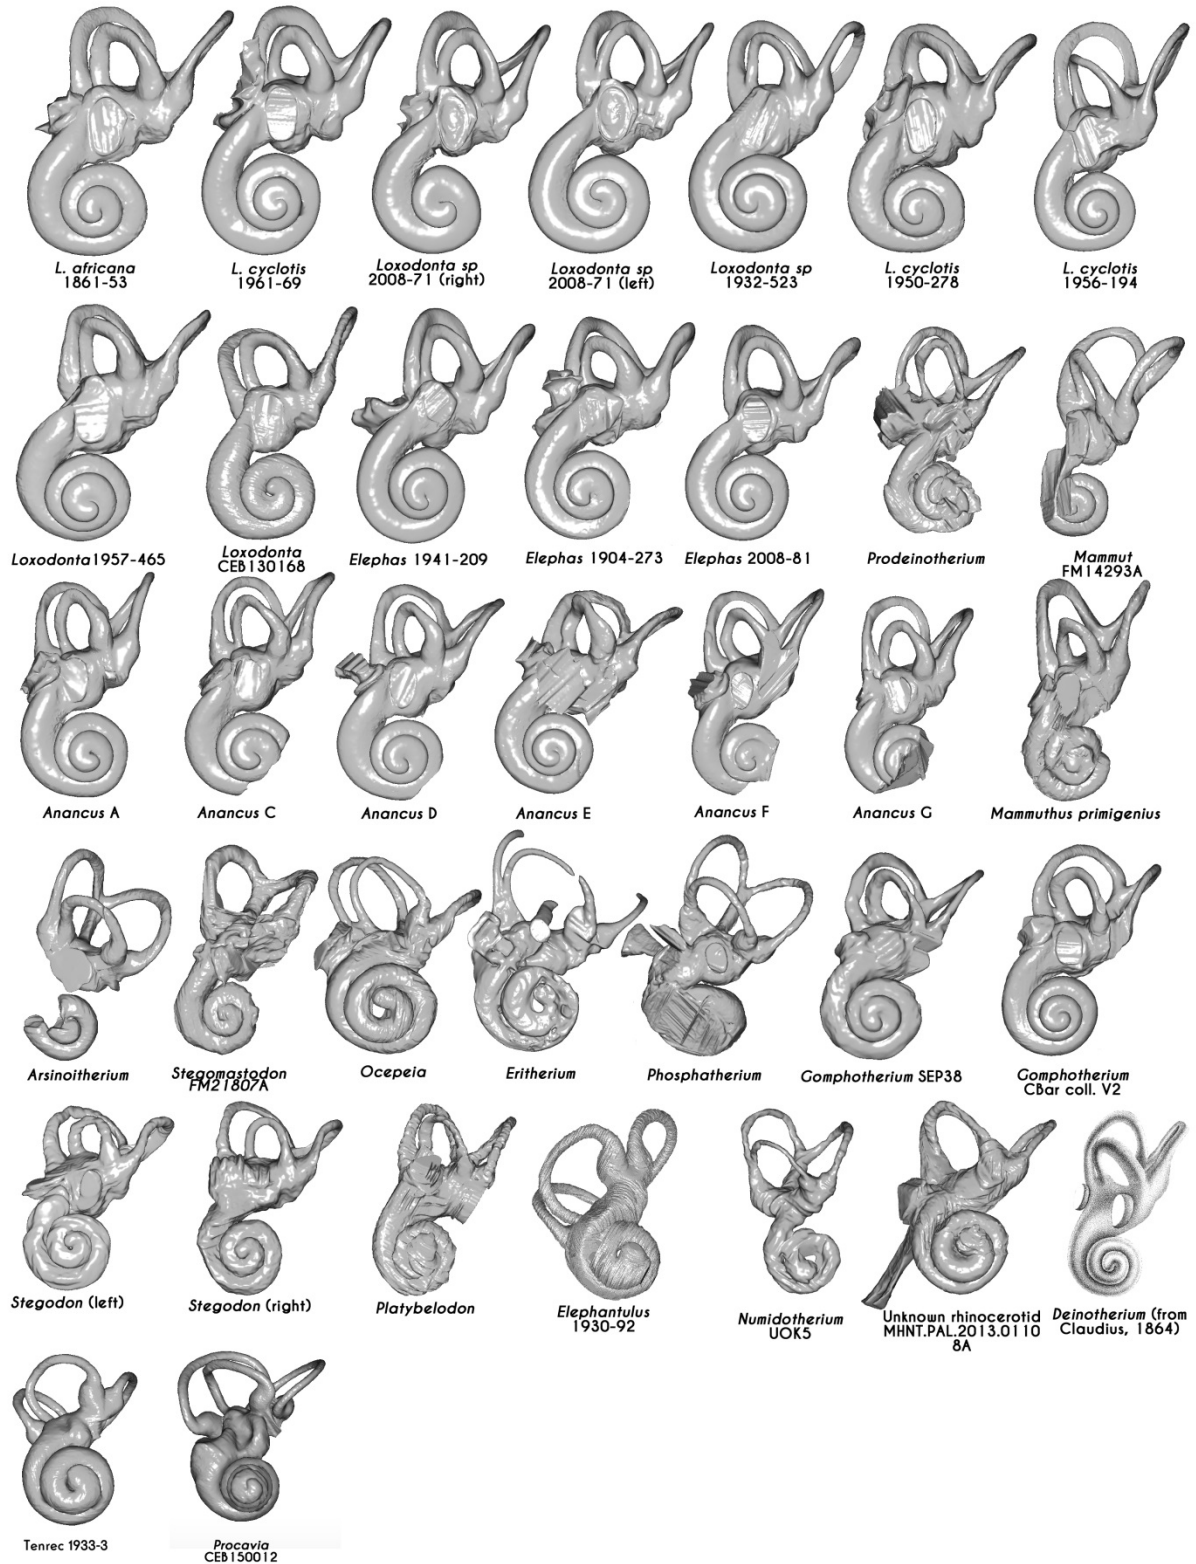 L. africana
1861-53
L. cyclotis
1961-69
Loxodonta sp
2008-71 (right)
Loxodonta sp
2008-71 (left)
Loxodonta sp
1932-523
L. cyclotis
1950-278
L. cyclotis
1956-194
Loxodonta1957-465
Loxodonta
CEB130168
Elephas 1941-209
Elephas 1904-273
Elephas 2008-81
Prodeinotherium
Mammut
FM14293A
Anancus A
Anancus C
Anancus D
Anancus E
Anancus F
Anancus G
Mammuthus primigenius
Arsinoitherium
Stegomastodon
FM21807A
Ocepeia
Eritherium
Phosphatherium
Gomphotherium SEP38
Gomphotherium
CBar coll. V2
Stegodon (left)
Stegodon (right)
Platybelodon
Elephantulus
1930-92
Numidotherium
UOK5
Unknown rhinocerotid
MHNT.PAL.2013.0110
8A
Deinotherium (from
Claudius, 1864)
Tenrec 1933-3
Procavia
CEB150012